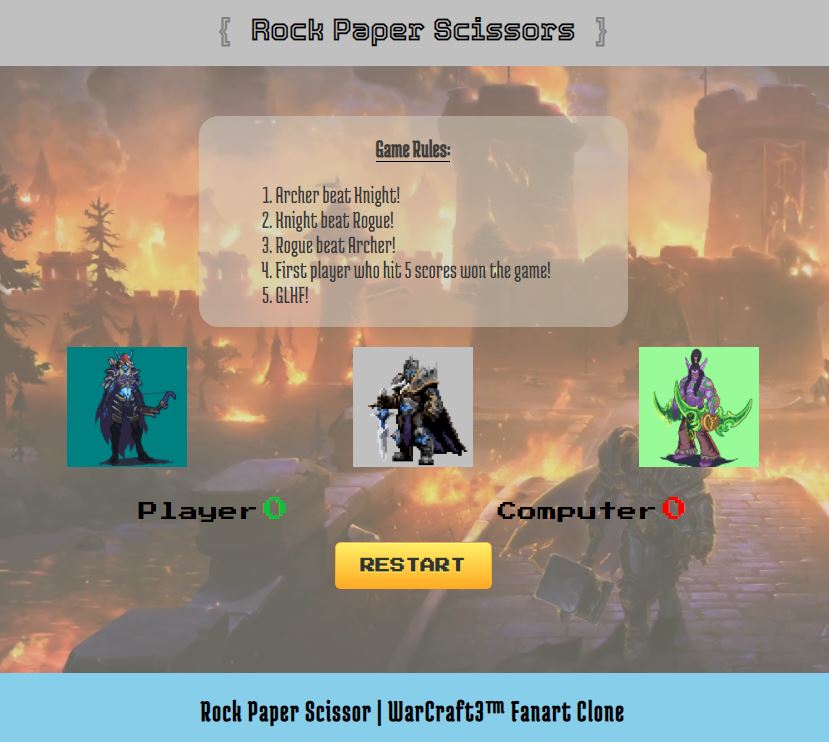 { Rock Paper Scissors }
Game Rules:
1. Archer beat Knight!
2. Knight beat Rogue!
3. Rogue beat Archer!
4. First player who hit 5 scores won the game!
5. GLHF!
Player 0 Computer 0
RESTART
Rock Paper Scissor | WarCraft3™ Fanart Clone